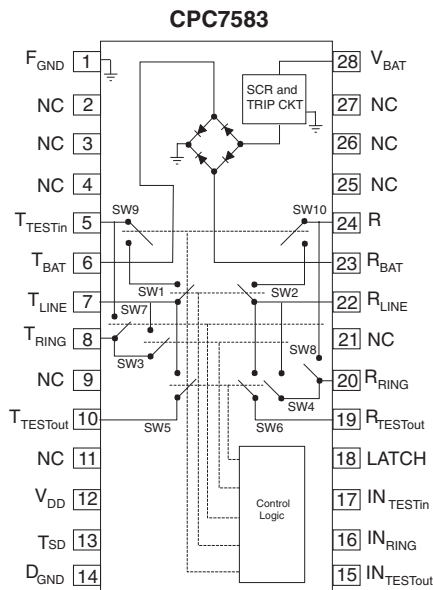 CPC7583
FGND 1
NC 2
NC 3
NC 4
TTESTin 5
TBAT 6
TLINE 7
TRING 8
NC 9
TTESTout 10
NC 11
VDD 12
TSD 13
DGND 14
28 VBAT
27 NC
26 NC
25 NC
24 R
23 RBAT
22 RLINE
21 NC
20 RRING
19 RTESTout
18 LATCH
17 INTESTin
16 INRING
15 INTESTout
SCR and
TRIP CKT
SW9
SW10
SW1
SW2
SW7
SW3
SW8
SW4
SW5
SW6
Control
Logic